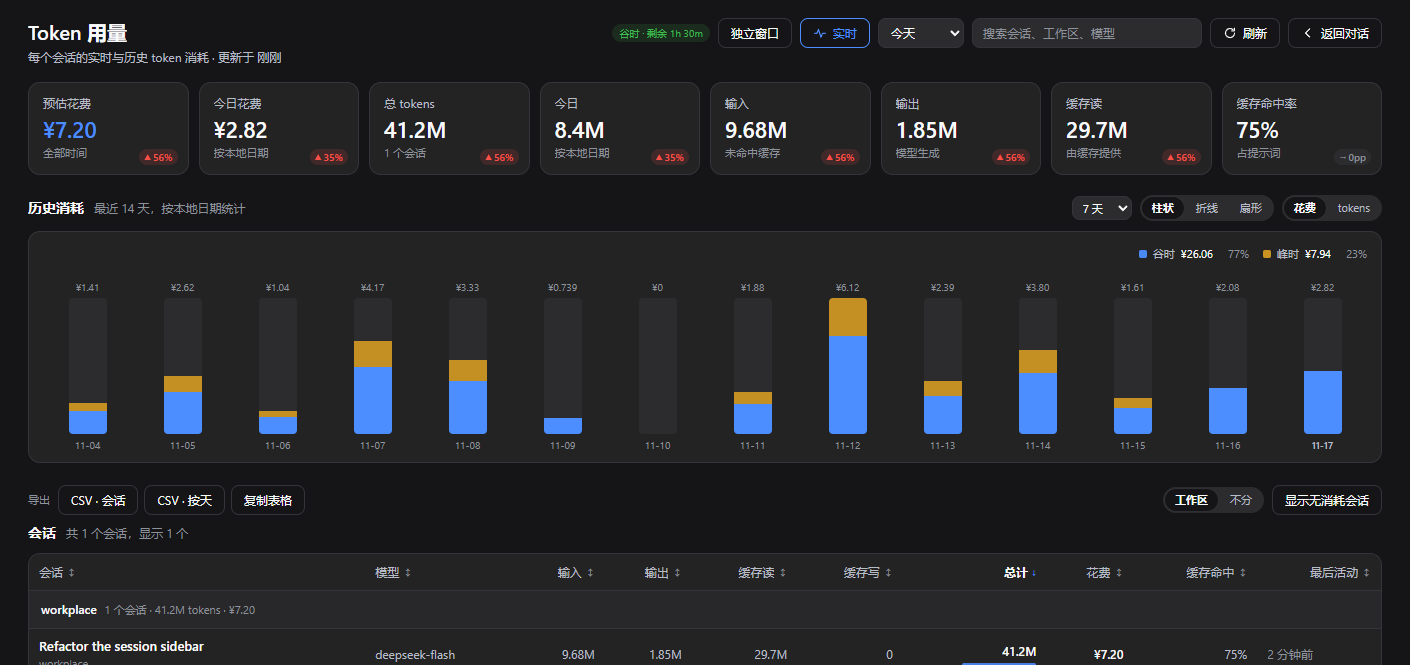 Token 用量
每个会话的实时与历史 token 消耗 · 更新于 刚刚
谷时 · 剩余 1h 30m
独立窗口
实时
今天
搜索会话、工作区、模型
刷新
返回对话
预估花费
¥7.20
全部时间
▲ 56%
今日花费
¥2.82
按本地日期
▲ 35%
总 tokens
41.2M
1 个会话
▲ 56%
今日
8.4M
按本地日期
▲ 35%
输入
9.68M
未命中缓存
▲ 56%
输出
1.85M
模型生成
▲ 56%
缓存读
29.7M
由缓存提供
▲ 56%
缓存命中率
75%
占提示词
→ 0pp
历史消耗 最近 14 天，按本地日期统计
7 天
柱状 折线 扇形
花费 tokens
谷时 ¥26.06 77% 峰时 ¥7.94 23%
¥1.41 ¥2.62 ¥1.04 ¥4.17 ¥3.33 ¥0.739 ¥0 ¥1.88 ¥6.12 ¥2.39 ¥3.80 ¥1.61 ¥2.08 ¥2.82
11-04 11-05 11-06 11-07 11-08 11-09 11-10 11-11 11-12 11-13 11-14 11-15 11-16 11-17
导出 CSV · 会话 CSV · 按天 复制表格
工作区 不分 显示无消耗会话
会话 共 1 个会话，显示 1 个
会话 ↕ 模型 ↕ 输入 ↕ 输出 ↕ 缓存读 ↕ 缓存写 ↕ 总计 ↓ 花费 ↕ 缓存命中 ↕ 最后活动 ↕
workplace 1 个会话 · 41.2M tokens · ¥7.20
Refactor the session sidebar
workplace
deepseek-flash 9.68M 1.85M 29.7M 0 41.2M ¥7.20 75% 2 分钟前